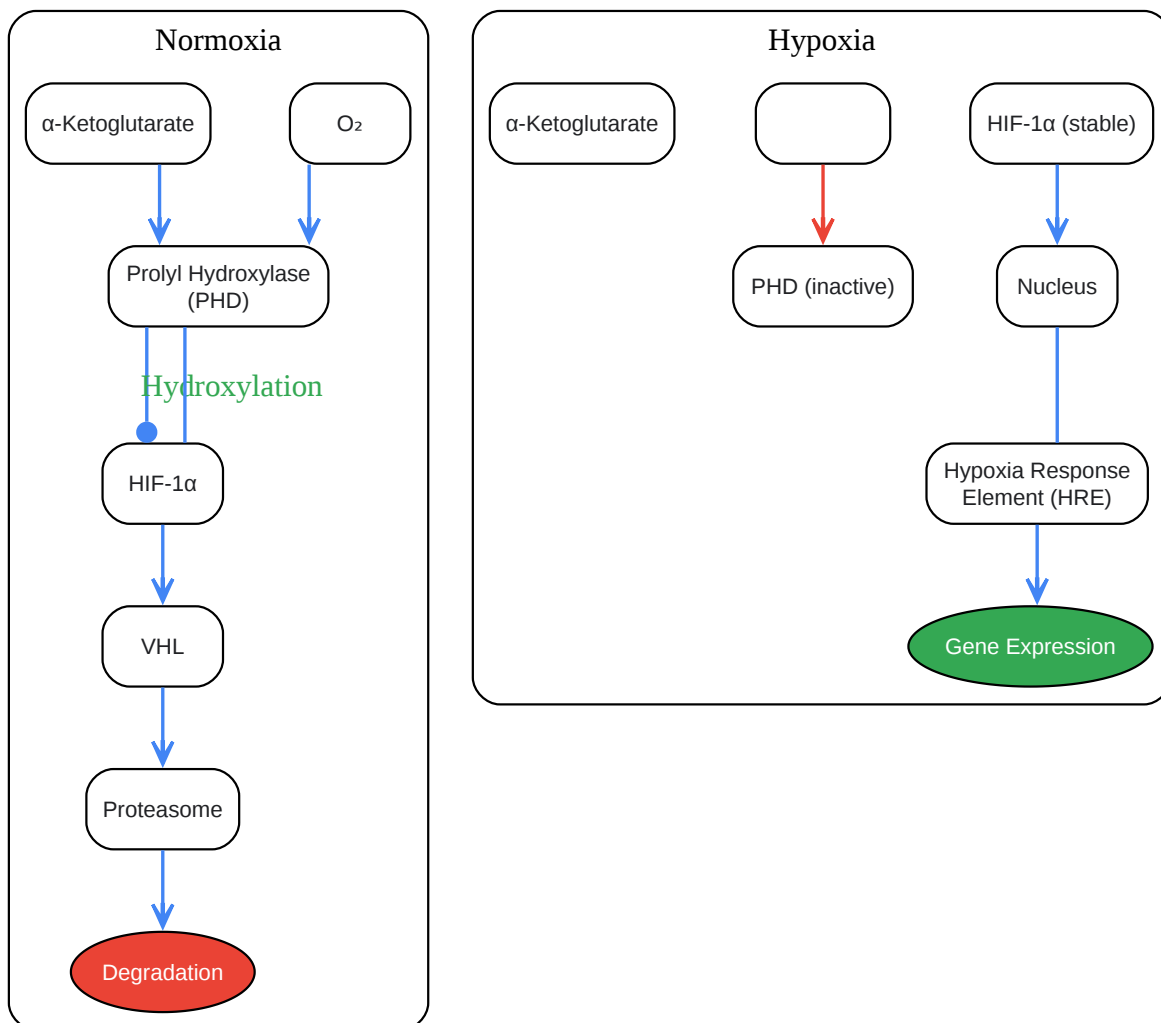 Normoxia
α-Ketoglutarate
O₂
Prolyl Hydroxylase
(PHD)
Hydroxylation
HIF-1α
VHL
Proteasome
Degradation
Hypoxia
α-Ketoglutarate
HIF-1α (stable)
PHD (inactive)
Nucleus
Hypoxia Response
Element (HRE)
Gene Expression